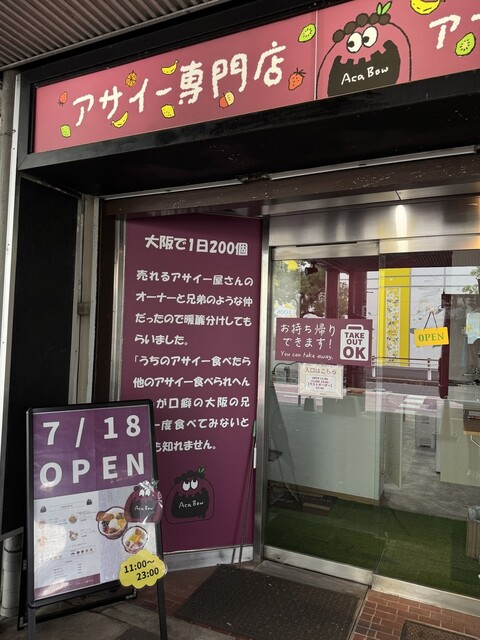 アサイー専門店
Aca Bow
ア
大阪で1日200個
売れるアサイー屋さんの
オーナーと兄弟のような仲
だったので暖簾分けしても
らいました。
「うちのアサイー食べたら
他のアサイー食べられへん
が口癖の大阪の兄
一度食べてみないと
も知れません。
Aca Bow
お持ち帰り
できます!
You can take away.
TAKE
OUT
OK
OPEN
入口はこちら
7/18
OPEN
Aca Bow
11:00～
23:00